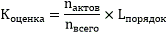 Kоценка = nактов / nвсего × Lпорядок